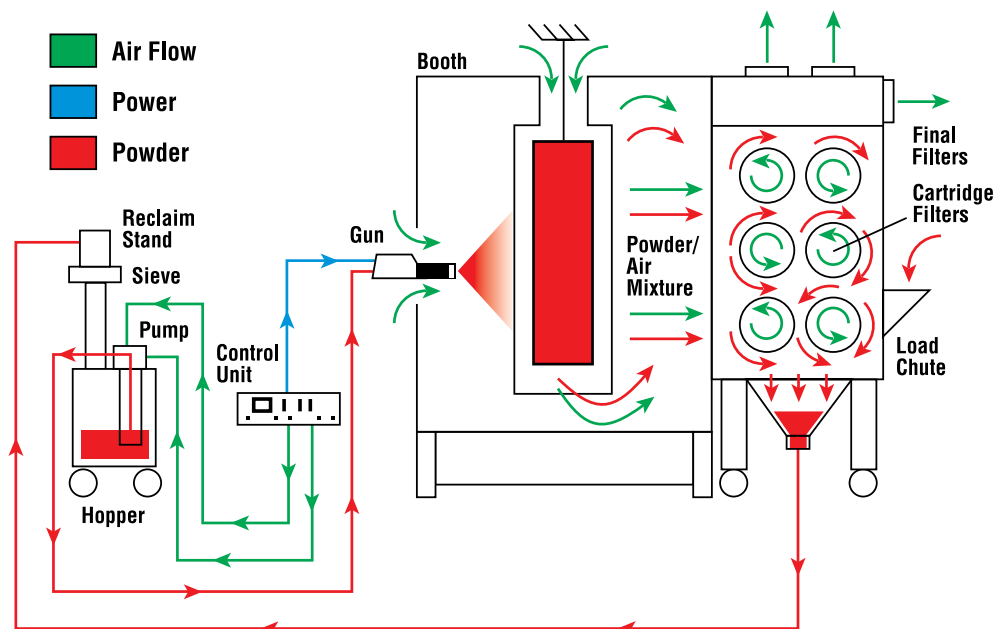 Air Flow
Power
Powder
Booth
Final
Filters
Cartridge
Filters
Reclaim
Stand
Sieve
Gun
Powder/
Air
Mixture
Pump
Control
Unit
Load
Chute
Hopper